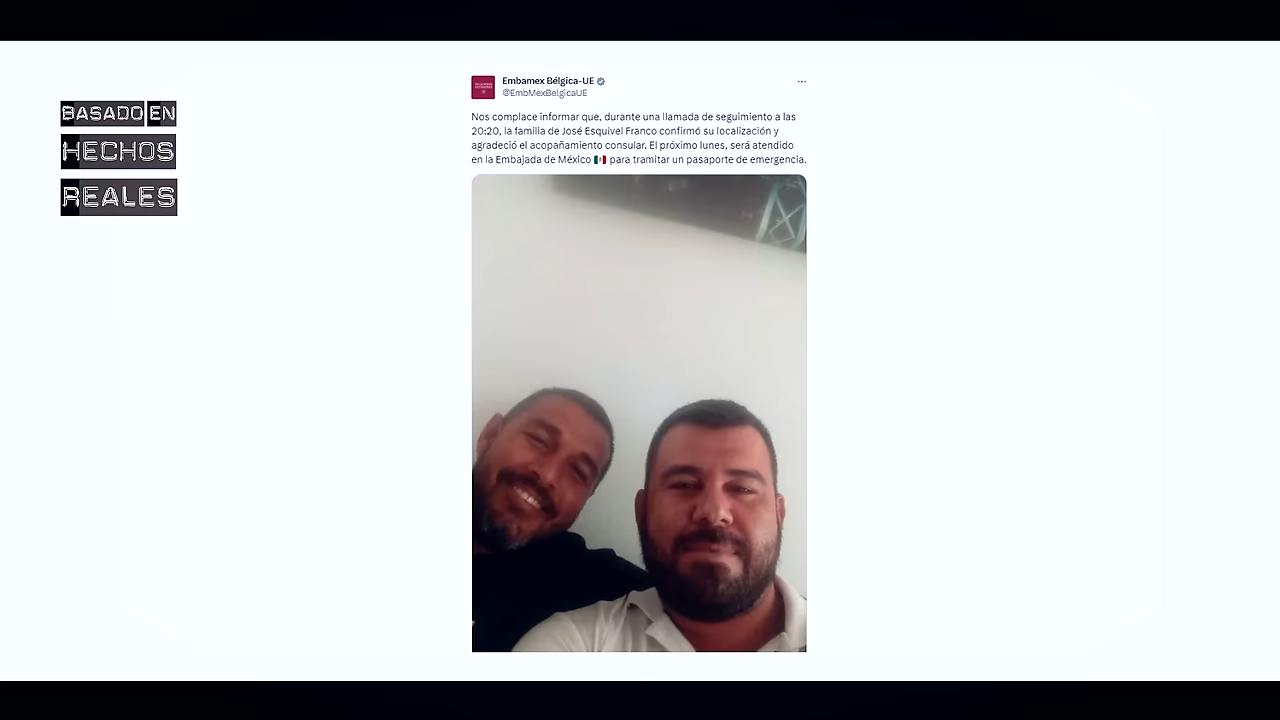 BASADO EN
HECHOS
REALES
Embamex Bélgica-UE
@EmbMexBelgicaUE
Nos complace informar que, durante una llamada de seguimiento a las
20:20, la familia de José Esquivel Franco confirmó su localización y
agradeció el acopañamiento consular. El próximo lunes, será atendido
en la Embajada de México 🇲🇽 para tramitar un pasaporte de emergencia.